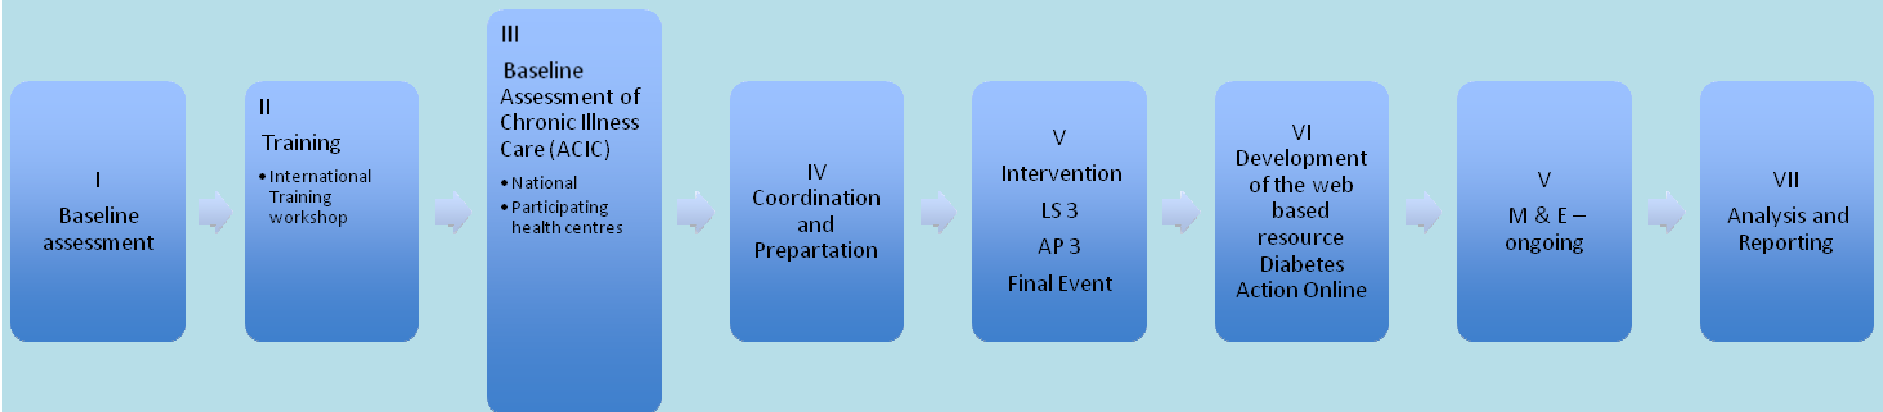 I
Baseline
assessment
II
Training
• International
Training
workshop
III
Baseline
Assessment of
Chronic Illness
Care (ACIC)
• National
• Participating
health centres
IV
Coordination
and
Prepartation
V
Intervention
LS 3
AP 3
Final Event
VI
Development
of the web
based
resource
Diabetes
Action Online
V
M & E –
ongoing
VII
Analysis and
Reporting